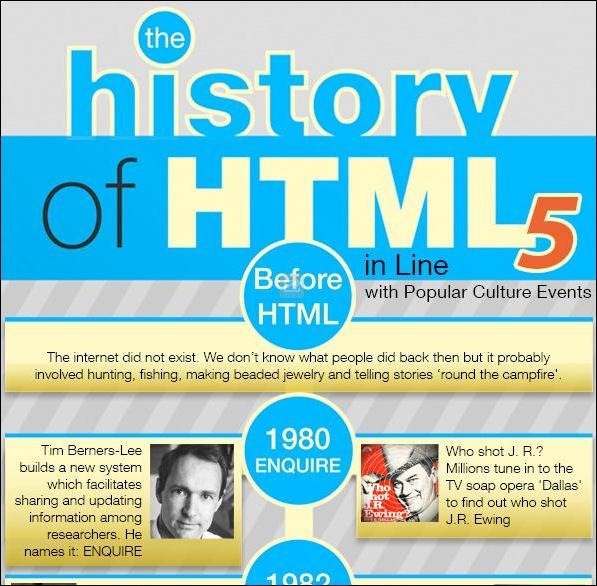 the
history
of HTML5
in Line
with Popular Culture Events
Before
HTML
The internet did not exist. We don't know what people did back then but it probably
involved hunting, fishing, making beaded jewelry and telling stories 'round the campfire'.
1980
ENQUIRE
Tim Berners-Lee
builds a new system
which facilitates
sharing and updating
information among
researchers. He
names it: ENQUIRE
Who
shot
J.R.
Ewing?
Who shot J. R.?
Millions tune in to the
TV soap opera 'Dallas'
to find out who shot
J.R. Ewing
1982